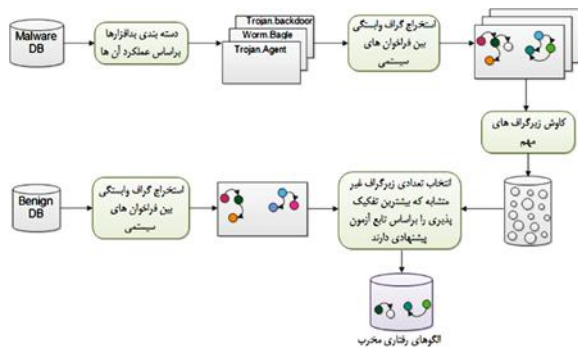 Malware
DB
دسته بندی بدافزارها
براساس عملکرد آن ها
Trojan.backdoor
Worm.Bagle
Trojan.Agent
استخراج گراف وابستگی
بین فراخوان های
سیستمی
کاوش زیرگراف های
مهم
Benign
DB
استخراج گراف وابستگی
بین فراخوان های
سیستمی
انتخاب تعدادی زیرگراف غیر
متشابه که بیشترین تفکیک
پذیری را براساس تابع آزمون
پیشنهادی دارند
الگوهای رفتاری مخرب